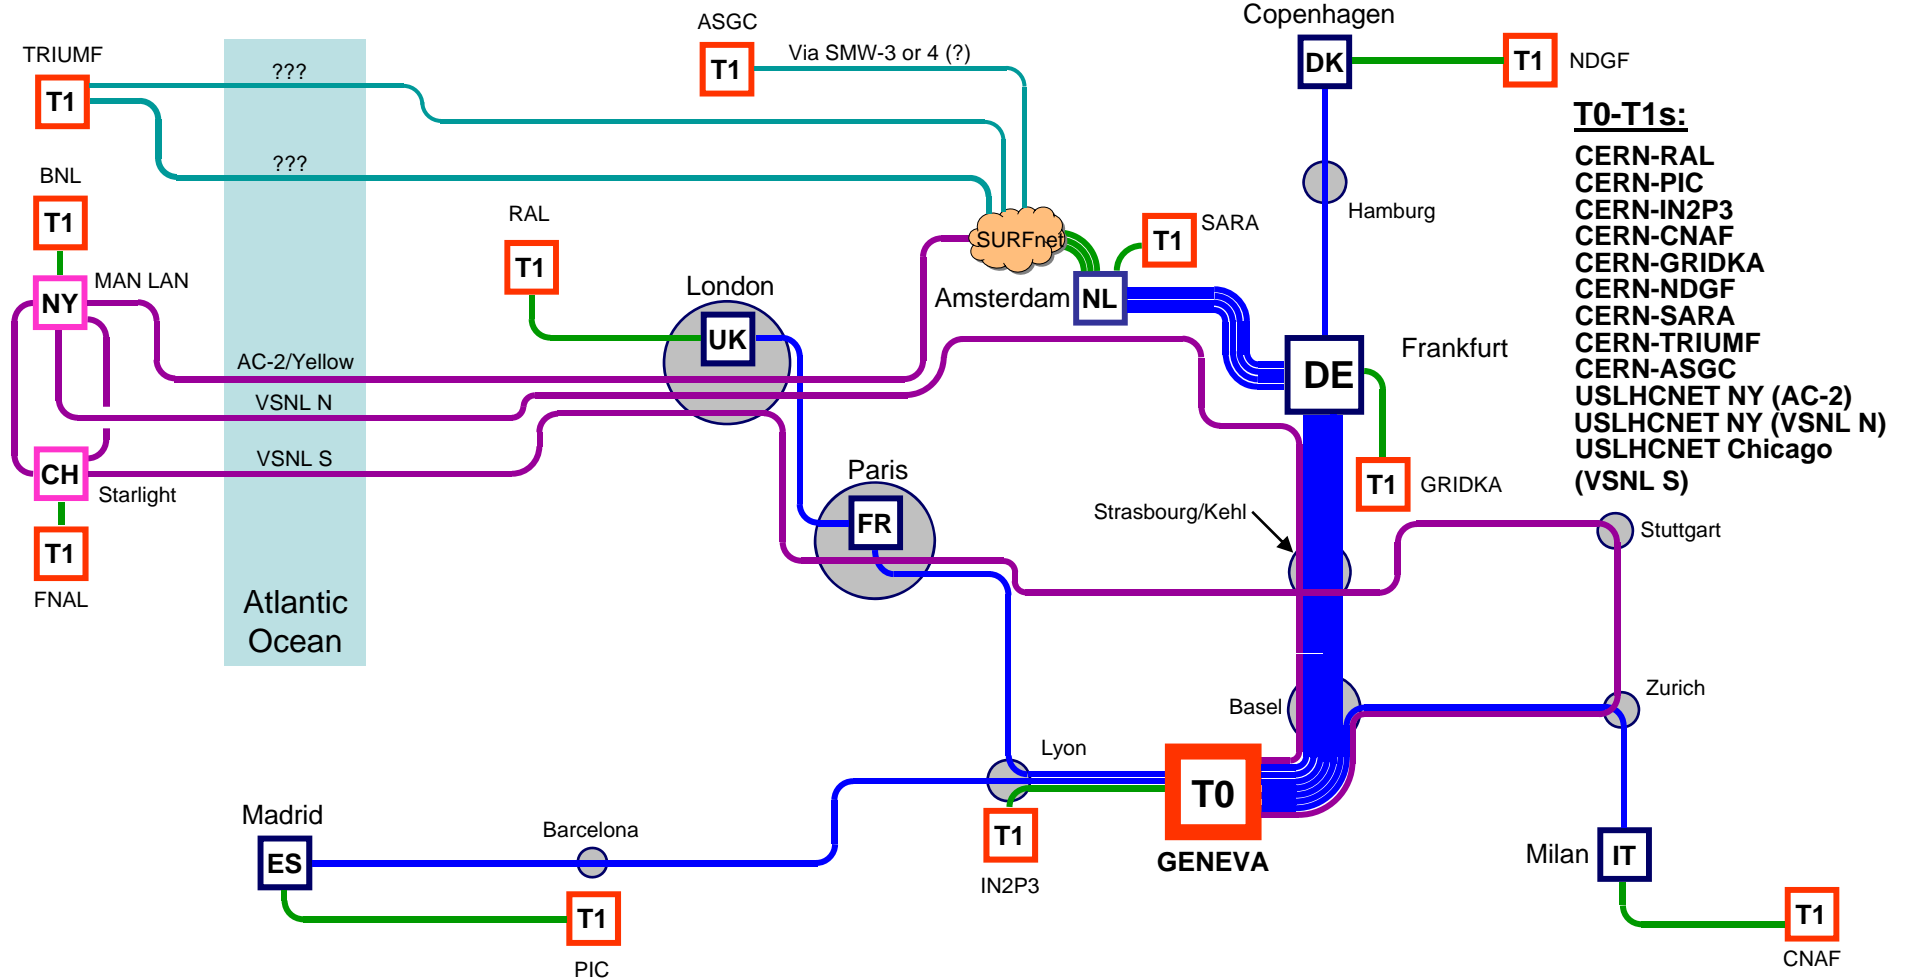 Copenhagen
ASGC
TRIUMF
T1
???
T1
Via SMW-3 or 4 (?)
DK
T1
NDGF
T0-T1s:
CERN-RAL
CERN-PIC
CERN-IN2P3
CERN-CNAF
CERN-GRIDKA
CERN-NDGF
CERN-SARA
CERN-TRIUMF
CERN-ASGC
USLHCNET NY (AC-2)
USLHCNET NY (VSNL N)
USLHCNET Chicago
(VSNL S)
???
BNL
T1
RAL
T1
Hamburg
SURFnet
T1
SARA
MAN LAN
NY
London
UK
Amsterdam
NL
Frankfurt
DE
AC-2/Yellow
VSNL N
VSNL S
CH
Starlight
Paris
FR
T1
GRIDKA
Strasbourg/Kehl
Stuttgart
T1
FNAL
Atlantic
Ocean
Basel
Zurich
Lyon
T0
GENEVA
Madrid
ES
Barcelona
T1
IN2P3
Milan
IT
T1
PIC
T1
CNAF